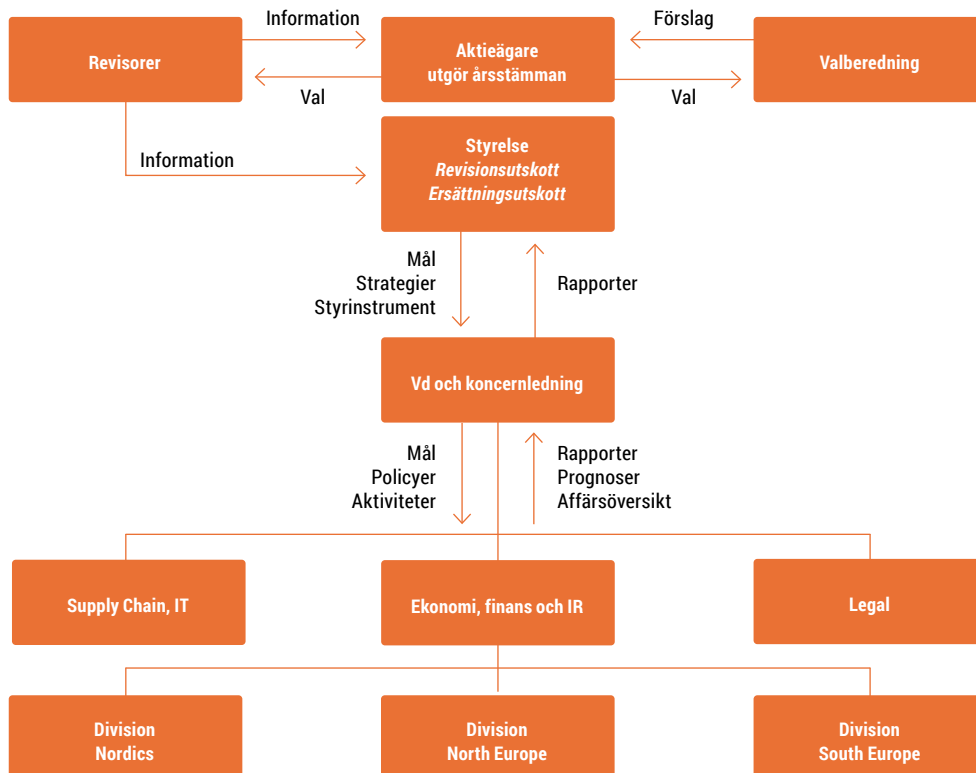 Information
Förslag
Revisorer
Aktieägare
utgör årsstämman
Valberedning
Val
Val
Information
Styrelse
Revisionsutskott
Ersättningsutskott
Mål
Strategier
Styrinstrument
Rapporter
Vd och koncernledning
Mål
Policyer
Aktiviteter
Rapporter
Prognoser
Affärsöversikt
Supply Chain, IT
Ekonomi, finans och IR
Legal
Division
Nordics
Division
North Europe
Division
South Europe